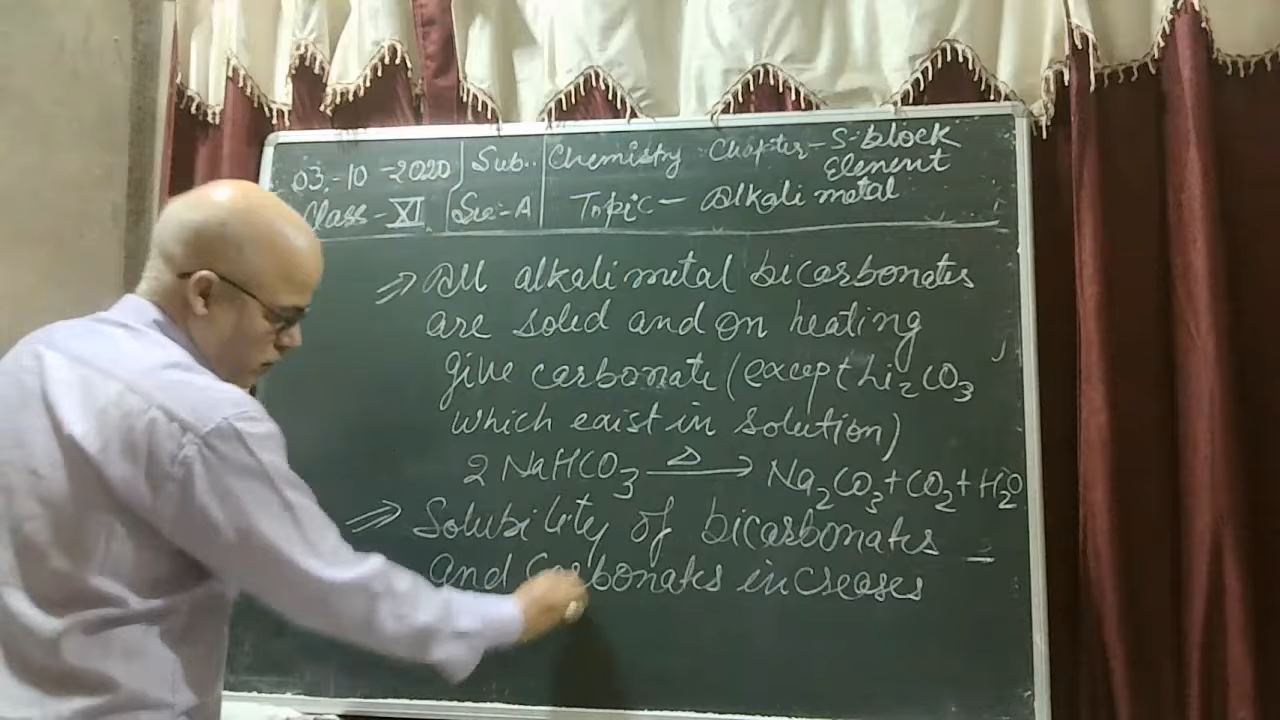 03-10-2020 Sub.. Chemistry Chapter - S-block
Element
Class - XI Sec-A Topic - Alkali metal
⇒ All alkali metal bicarbonates
are solid and on heating
give carbonate (except Li₂CO₃
which exist in solution)
2 NaHCO₃ —Δ→ Na₂CO₃ + CO₂ + H₂O
⇒ Solubility of bicarbonates
and Carbonates increases